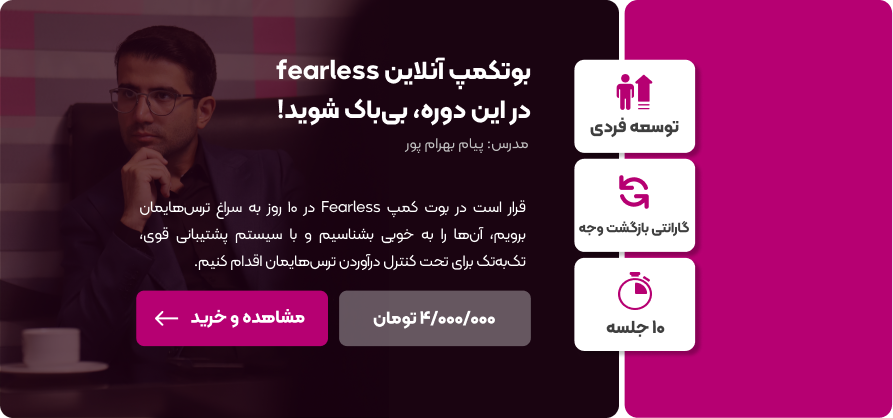 بوتکمپ آنلاین fearless
در این دوره، بی‌باک شوید!
مدرس: پیام بهرام پور
قرار است در بوت کمپ Fearless در ۱۰ روز به سراغ ترس‌هایمان
برویم، آن‌ها را به خوبی بشناسیم و با سیستم پشتیبانی قوی،
تک‌به‌تک برای تحت کنترل درآوردن ترس‌هایمان اقدام کنیم.
۴/۰۰۰/۰۰۰ تومان
مشاهده و خرید
توسعه فردی
گارانتی بازگشت وجه
۱۰ جلسه